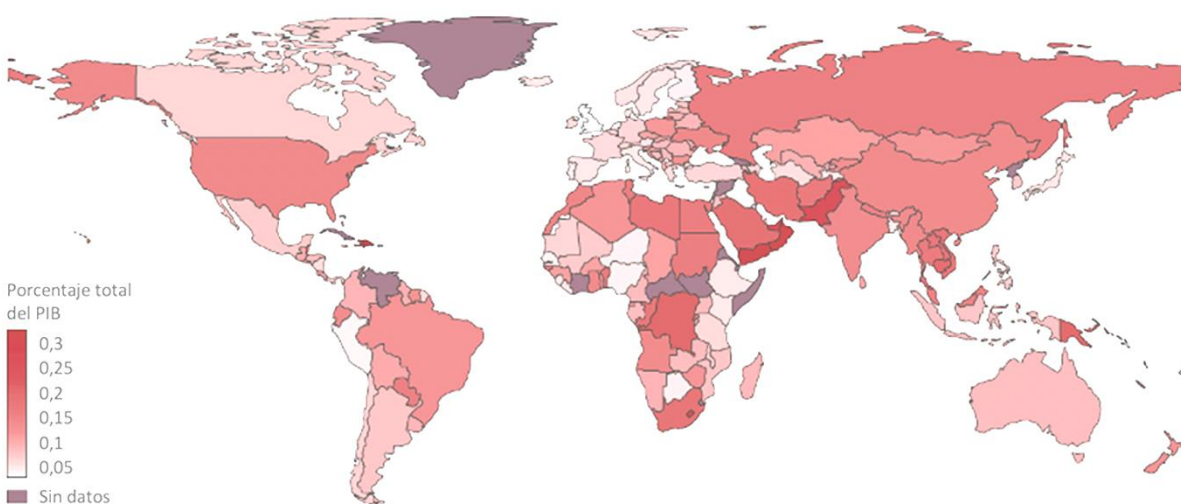 Porcentaje total
del PIB
0,3
0,25
0,2
0,15
0,1
0,05
Sin datos